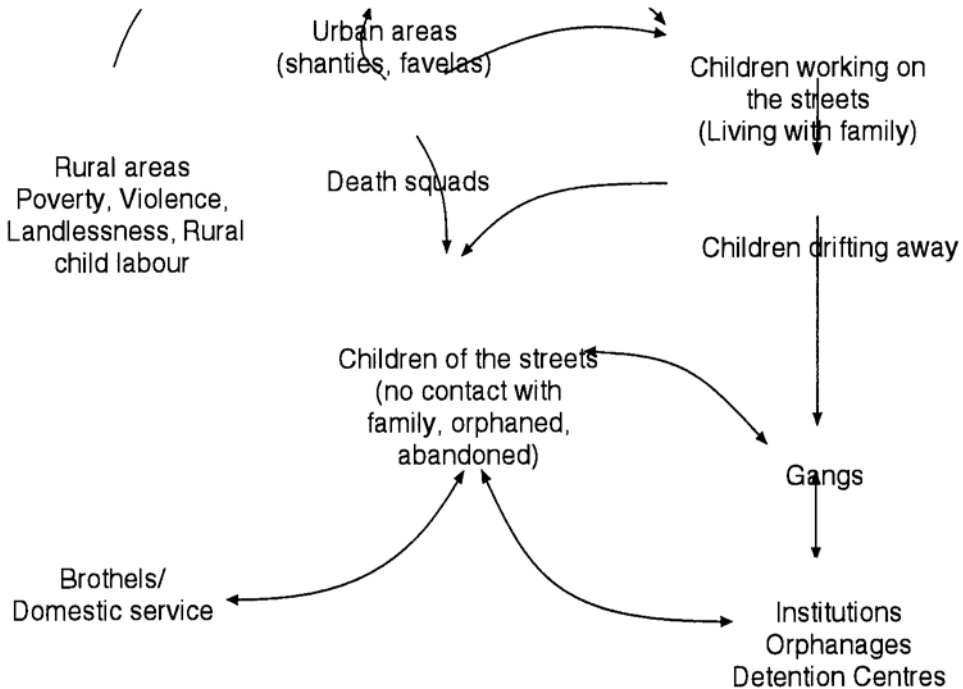 Urban areas
(shanties, favelas)
Children working on
the streets
(Living with family)
Rural areas
Poverty, Violence,
Landlessness, Rural
child labour
Death squads
Children drifting away
Children of the streets
(no contact with
family, orphaned,
abandoned)
Gangs
Brothels/
Domestic service
Institutions
Orphanages
Detention Centres